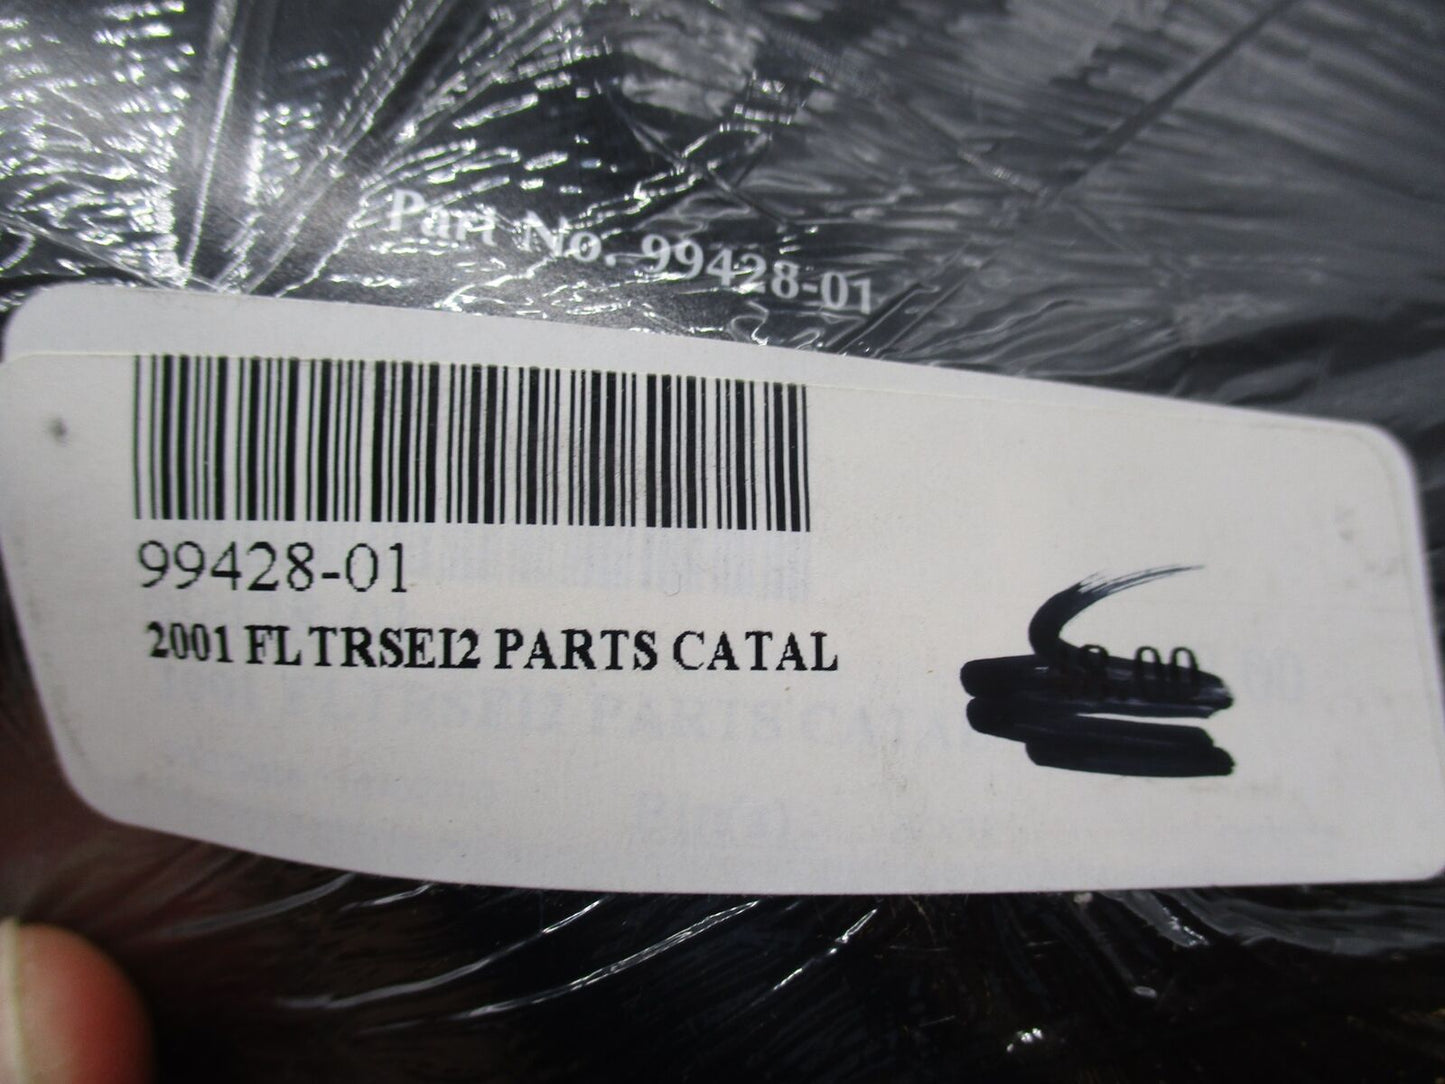 Part No. 99428-01
99428-01
2001 FLTRSEI2 PARTS CATAL